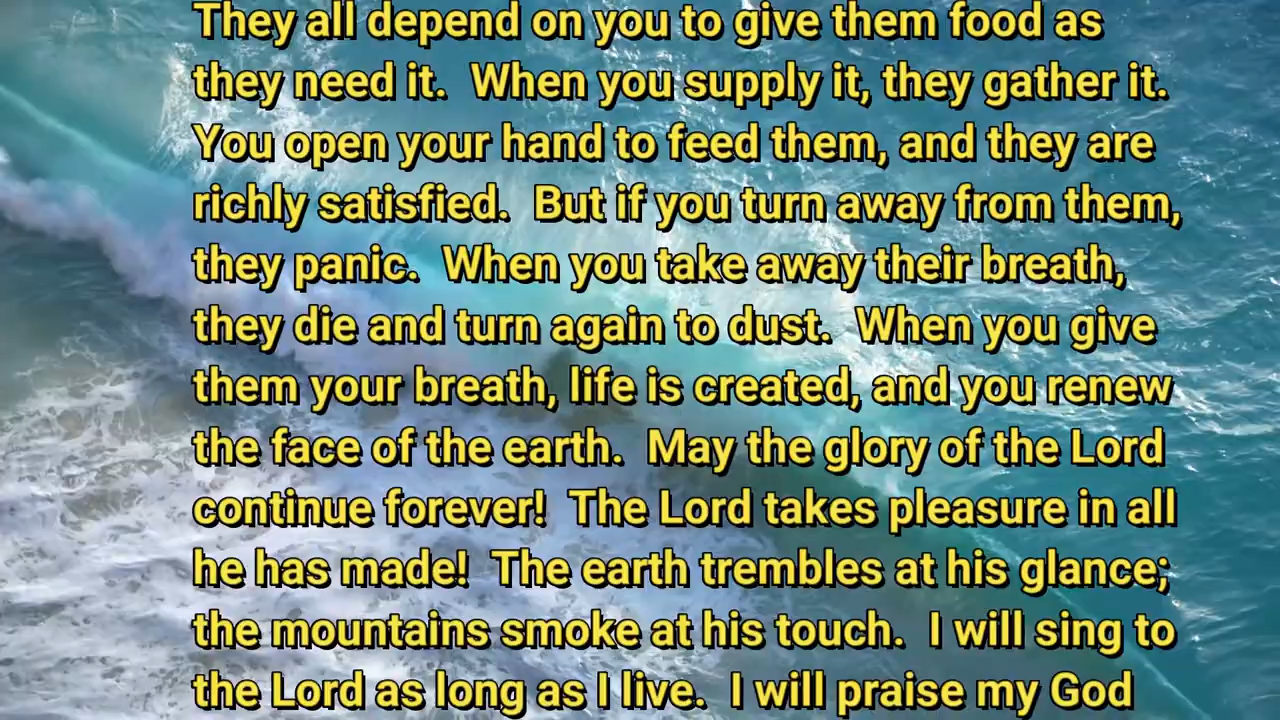 They all depend on you to give them food as
they need it.  When you supply it, they gather it.
You open your hand to feed them, and they are
richly satisfied.  But if you turn away from them,
they panic.  When you take away their breath,
they die and turn again to dust.  When you give
them your breath, life is created, and you renew
the face of the earth.  May the glory of the Lord
continue forever!  The Lord takes pleasure in all
he has made!  The earth trembles at his glance;
the mountains smoke at his touch.  I will sing to
the Lord as long as I live.  I will praise my God